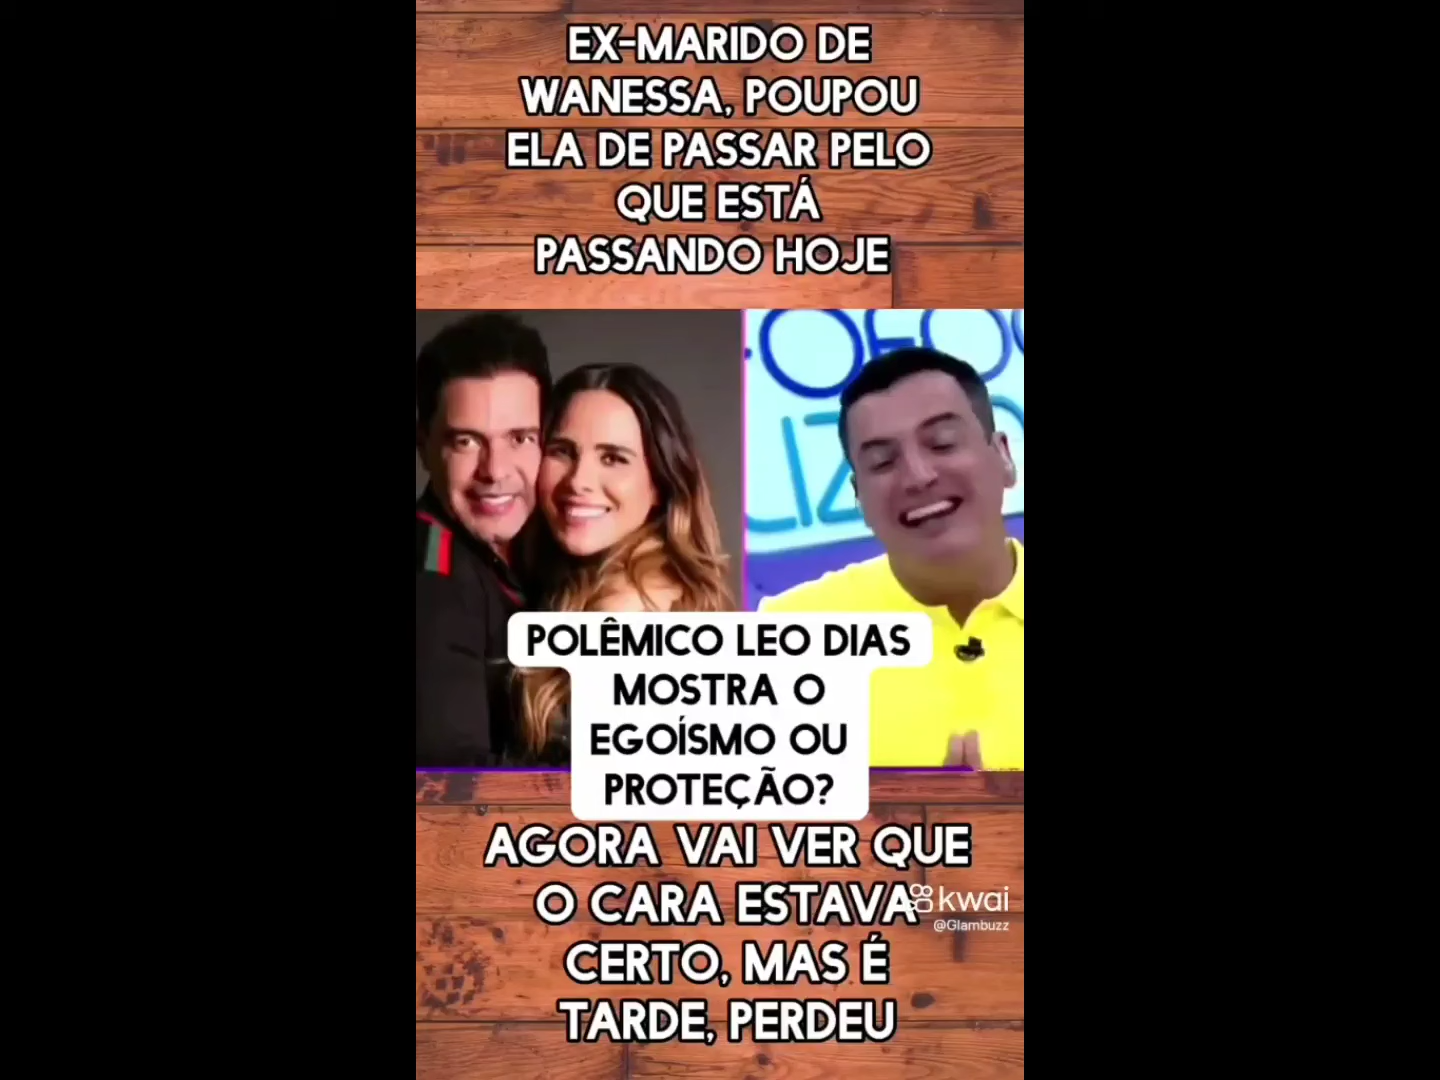 EX-MARIDO DE
WANESSA, POUPOU
ELA DE PASSAR PELO
QUE ESTÁ
PASSANDO HOJE
POLÊMICO LEO DIAS
MOSTRA O
EGOÍSMO OU
PROTEÇÃO?
AGORA VAI VER QUE
O CARA ESTAVA
CERTO, MAS É
TARDE, PERDEU
kwai
@Glambuzz